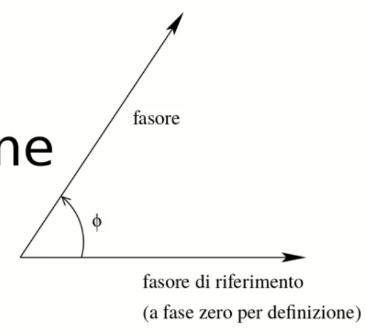 fasore
ne
ϕ
fasore di riferimento
(a fase zero per definizione)